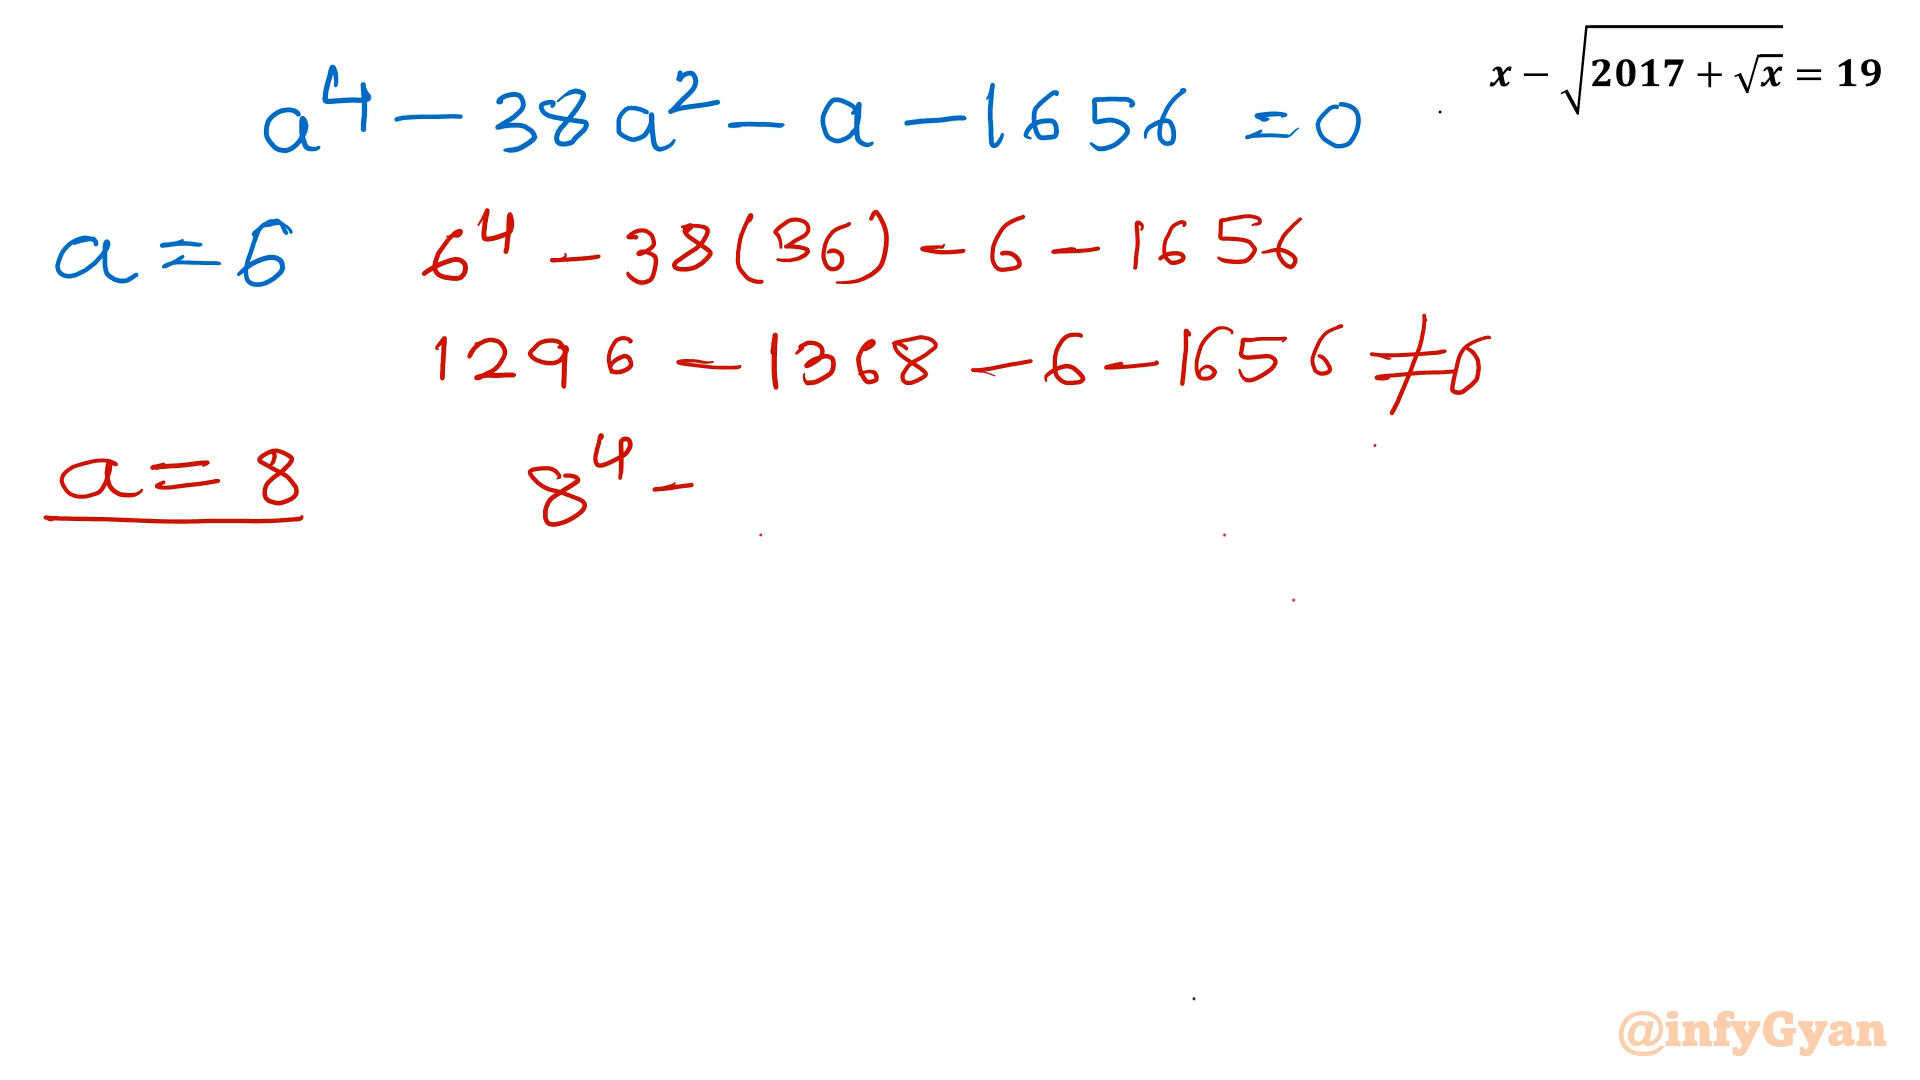 x − √(2017 + √x) = 19
a⁴ − 38a² − a − 1656 = 0
a = 6 6⁴ − 38(36) − 6 − 1656
1296 − 1368 − 6 − 1656 ≠ 0
a = 8 8⁴ −
@infyGyan